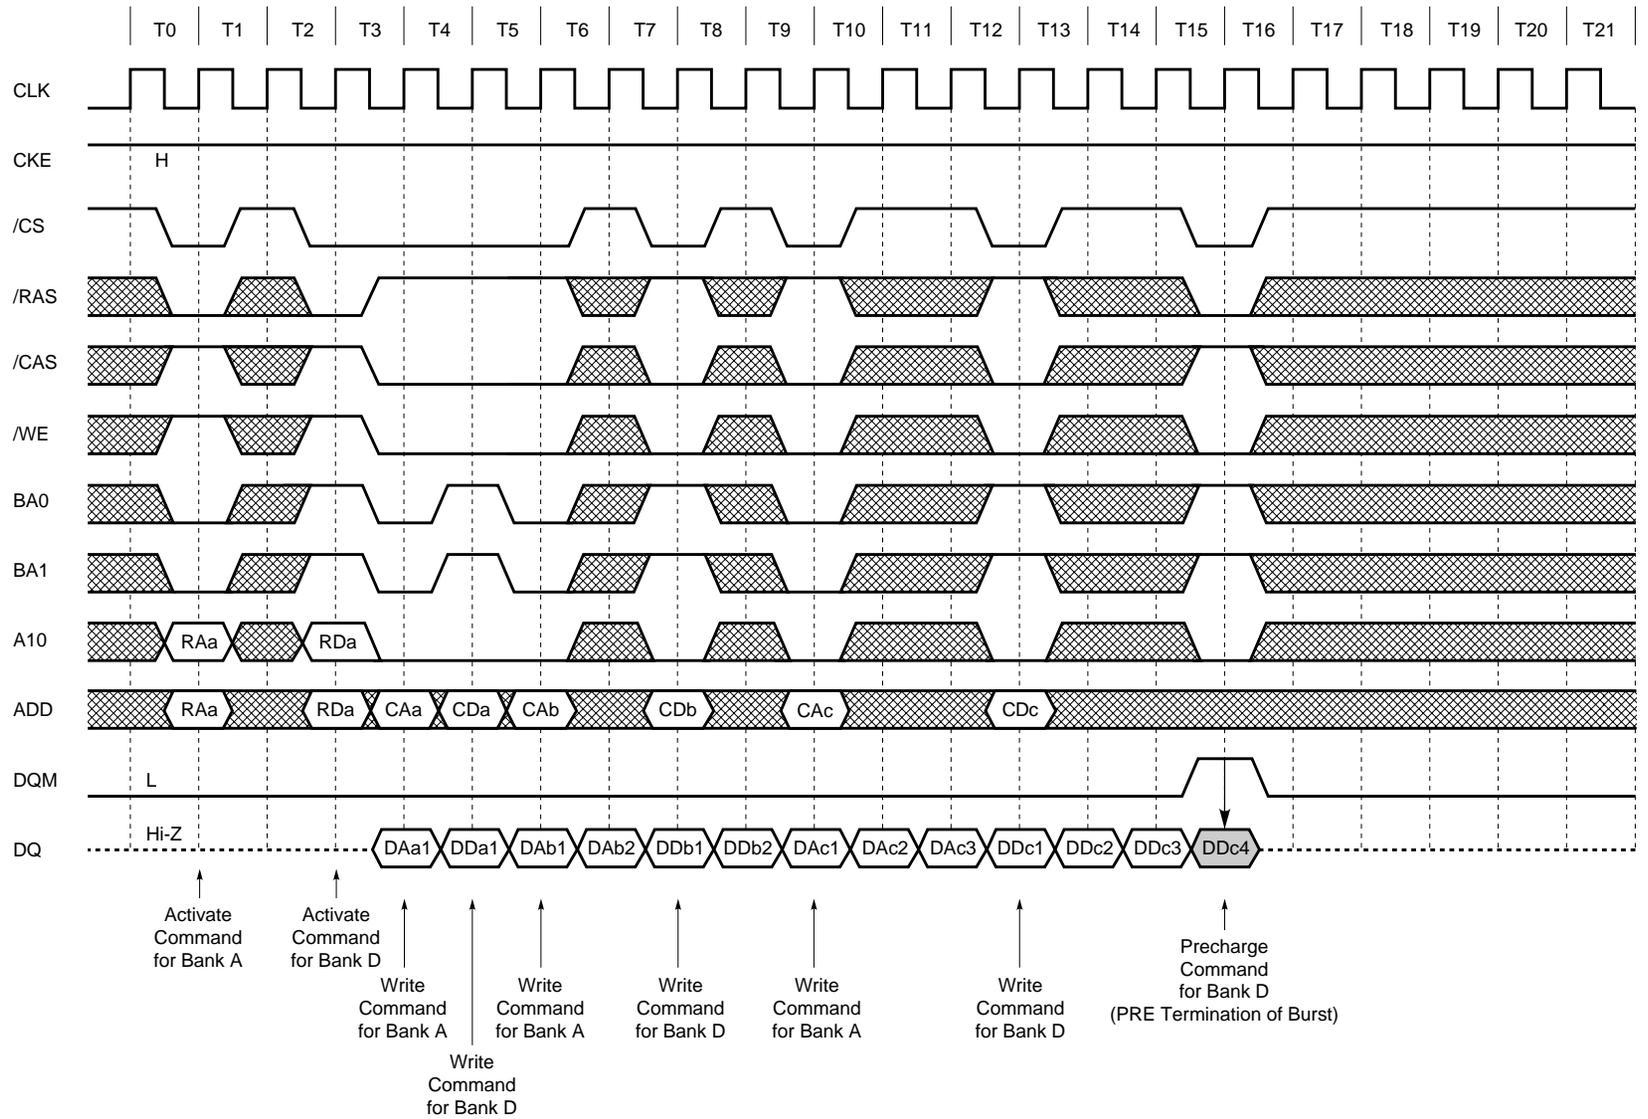 T0 T1 T2 T3 T4 T5 T6 T7 T8 T9 T10 T11 T12 T13 T14 T15 T16 T17 T18 T19 T20 T21
CLK
CKE H
/CS
/RAS
/CAS
/WE
BA0
BA1
A10 RAa RDa
ADD RAa RDa CAa CDa CAb CDb CAc CDc
DQM L
Hi-Z
DQ DAa1 DDa1 DAb1 DAb2 DDb1 DDb2 DAc1 DAc2 DAc3 DDc1 DDc2 DDc3 DDc4
Activate
Command
for Bank A
Activate
Command
for Bank D
Write
Command
for Bank A
Write
Command
for Bank D
Write
Command
for Bank A
Write
Command
for Bank D
Write
Command
for Bank A
Write
Command
for Bank D
Precharge
Command
for Bank D
(PRE Termination of Burst)